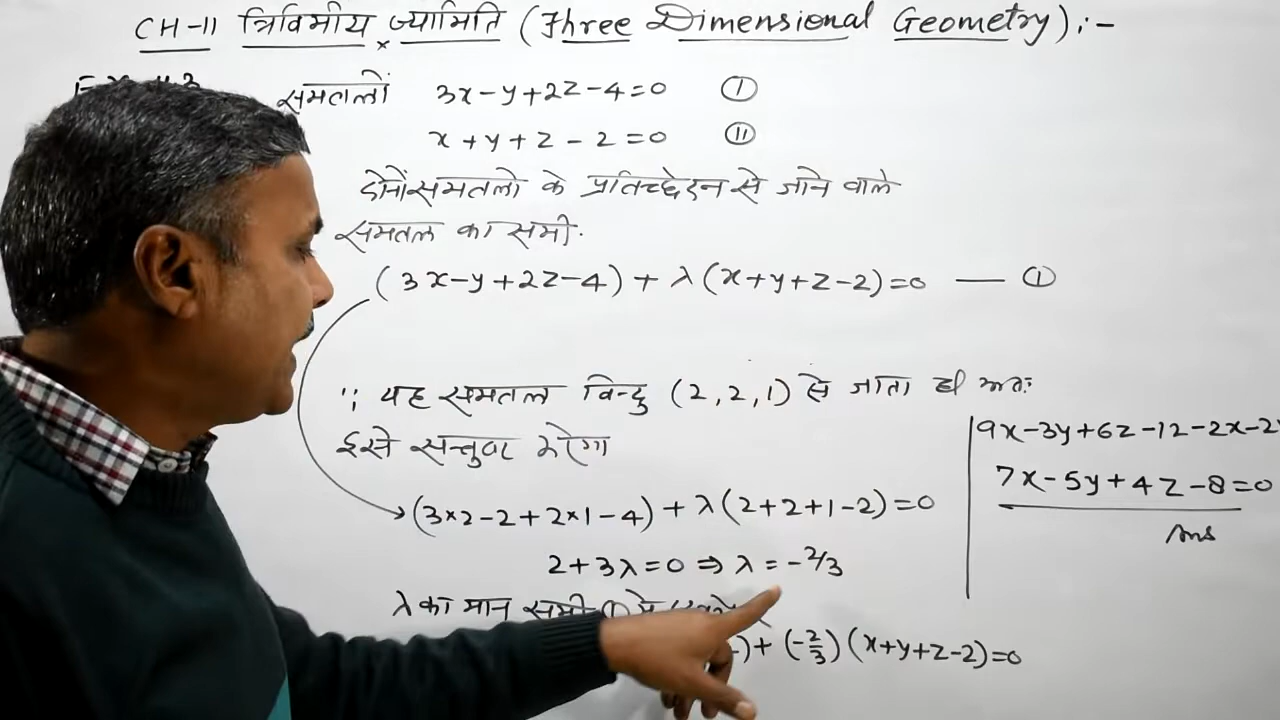 CH-11 त्रिविमीय ज्यामिति (Three Dimensional Geometry):-
समतलों 3x-y+2z-4=0 Ⓘ
x+y+z-2=0 ⓘⓘ
दोनों समतलो के प्रतिच्छेदन से जाने वाले
समतल का समी.
(3x-y+2z-4)+λ(x+y+z-2)=0 — ①
∵ यह समतल बिन्दु (2,2,1) से जाता है अतः
इसे सन्तुष्ट करेगा
(3×2-2+2×1-4)+λ(2+2+1-2)=0
2+3λ=0 ⇒ λ=-2/3
λ का मान समी. ① में
)+(-2/3)(x+y+z-2)=0
9x-3y+6z-12-2x-2
7x-5y+4z-8=0
Ans